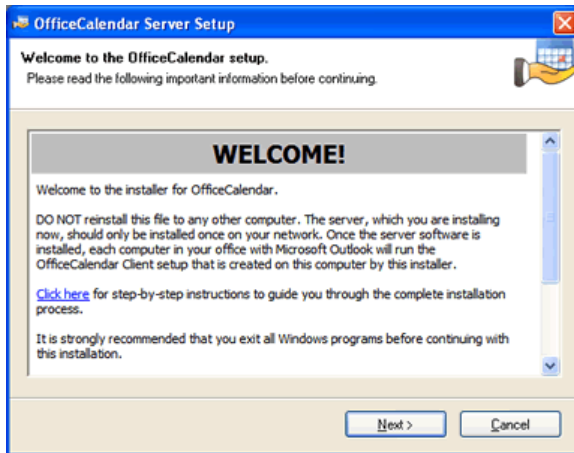 OfficeCalendar Server Setup
Welcome to the OfficeCalendar setup.
Please read the following important information before continuing.
WELCOME!
Welcome to the installer for OfficeCalendar.
DO NOT reinstall this file to any other computer. The server, which you are installing
now, should only be installed once on your network. Once the server software is
installed, each computer in your office with Microsoft Outlook will run the
OfficeCalendar Client setup that is created on this computer by this installer.
Click here for step-by-step instructions to guide you through the complete installation
process.
It is strongly recommended that you exit all Windows programs before continuing with
this installation.
Next >
Cancel